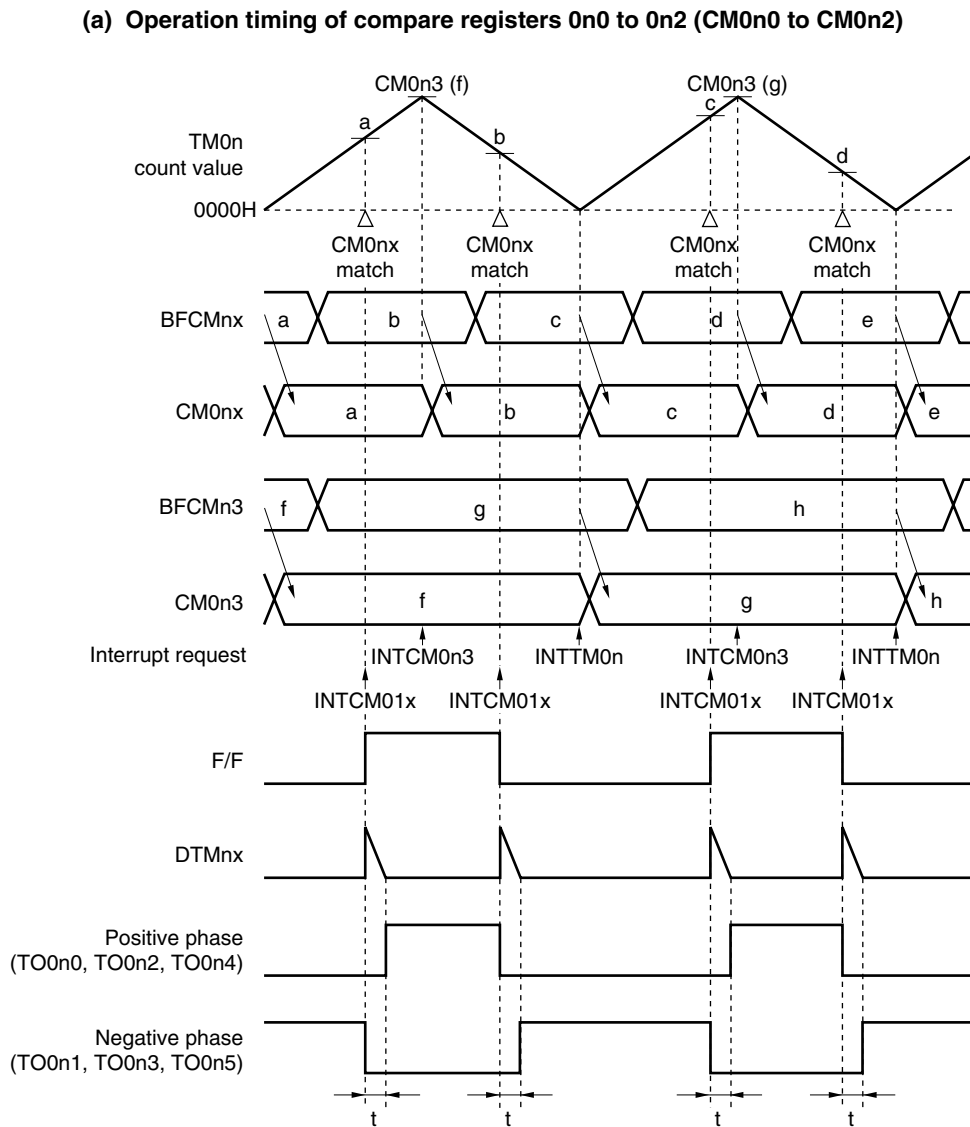 (a) Operation timing of compare registers 0n0 to 0n2 (CM0n0 to CM0n2)
CM0n3 (f) CM0n3 (g)
a b c d
TM0n
count value
0000H
CM0nx CM0nx CM0nx CM0nx
match match match match
BFCMnx a b c d e
CM0nx a b c d e
BFCMn3 f g h
CM0n3 f g h
Interrupt request INTCM0n3 INTTM0n INTCM0n3 INTTM0n
INTCM01x INTCM01x INTCM01x INTCM01x
F/F
DTMnx
Positive phase
(TO0n0, TO0n2, TO0n4)
Negative phase
(TO0n1, TO0n3, TO0n5)
t t t t